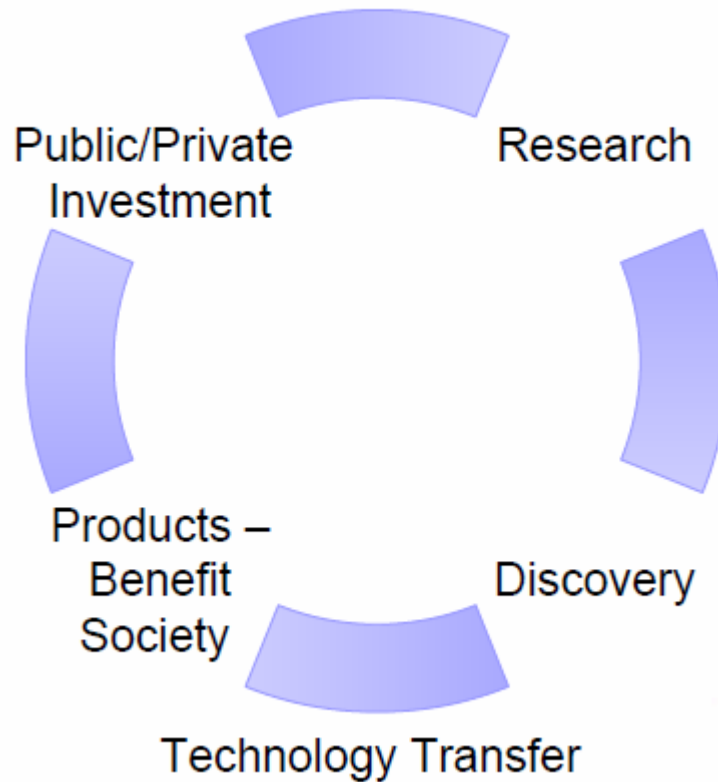 Public/Private
Investment
Research
Products –
Benefit
Society
Discovery
Technology Transfer